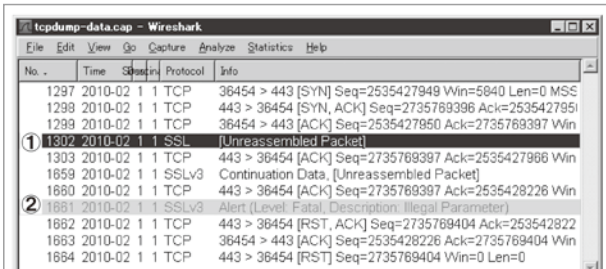 tcpdump-data.cap - Wireshark
File Edit View Go Capture Analyze Statistics Help
No. . Time Protocol Info
1297 2010-02 1 1 TCP 36454 > 443 [SYN] Seq=2535427949 Win=5840 Len=0 MSS
1298 2010-02 1 1 TCP 443 > 36454 [SYN, ACK] Seq=2735769396 Ack=253542795
1299 2010-02 1 1 TCP 36454 > 443 [ACK] Seq=2535427950 Ack=2735769397 Win
① 1302 2010-02 1 1 SSL [Unreassembled Packet]
1303 2010-02 1 1 TCP 443 > 36454 [ACK] Seq=2735769397 Ack=2535427966 Win
1659 2010-02 1 1 SSLv3 Continuation Data, [Unreassembled Packet]
1660 2010-02 1 1 TCP 443 > 36454 [ACK] Seq=2735769397 Ack=2535428226 Win
② 1661 2010-02 1 1 SSLv3 Alert (Level: Fatal, Description: Illegal Parameter)
1662 2010-02 1 1 TCP 443 > 36454 [RST, ACK] Seq=2735769404 Ack=253542822
1663 2010-02 1 1 TCP 36454 > 443 [ACK] Seq=2535428226 Ack=2735769404 Win
1664 2010-02 1 1 TCP 443 > 36454 [RST] Seq=2735769404 Win=0 Len=0